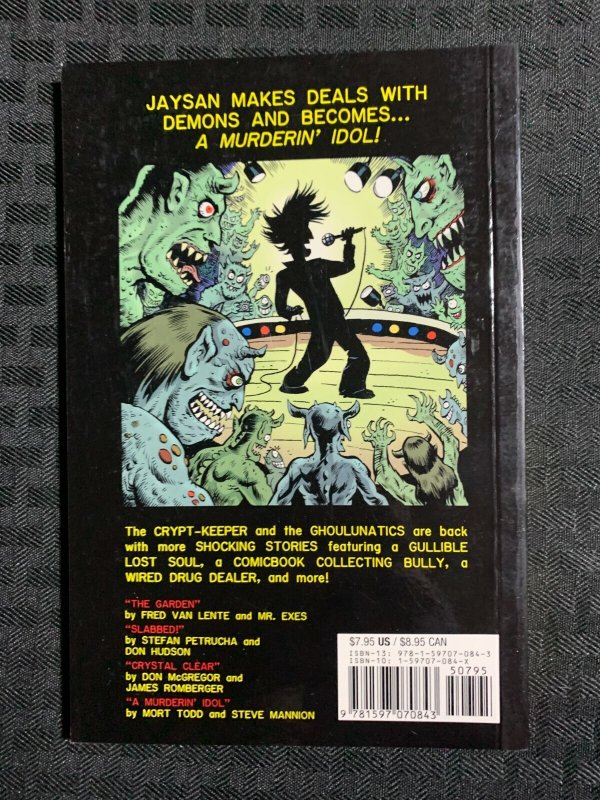 JAYSAN MAKES DEALS WITH
DEMONS AND BECOMES...
A MURDERIN' IDOL!
The CRYPT-KEEPER and the GHOULUNATICS are back
with more SHOCKING STORIES featuring a GULLIBLE
LOST SOUL, a COMICBOOK COLLECTING BULLY, a
WIRED DRUG DEALER, and more!
"THE GARDEN"
by FRED VAN LENTE and MR. EXES
"SLABBED!"
by STEFAN PETRUCHA and
DON HUDSON
"CRYSTAL CLEAR"
by DON McGREGOR and
JAMES ROMBERGER
"A MURDERIN' IDOL"
by MORT TODD and STEVE MANNION
$7.95 US / $8.95 CAN
ISBN-13: 978-1-59707-084-3
ISBN-10: 1-59707-084-X
50795
9 781597 070843